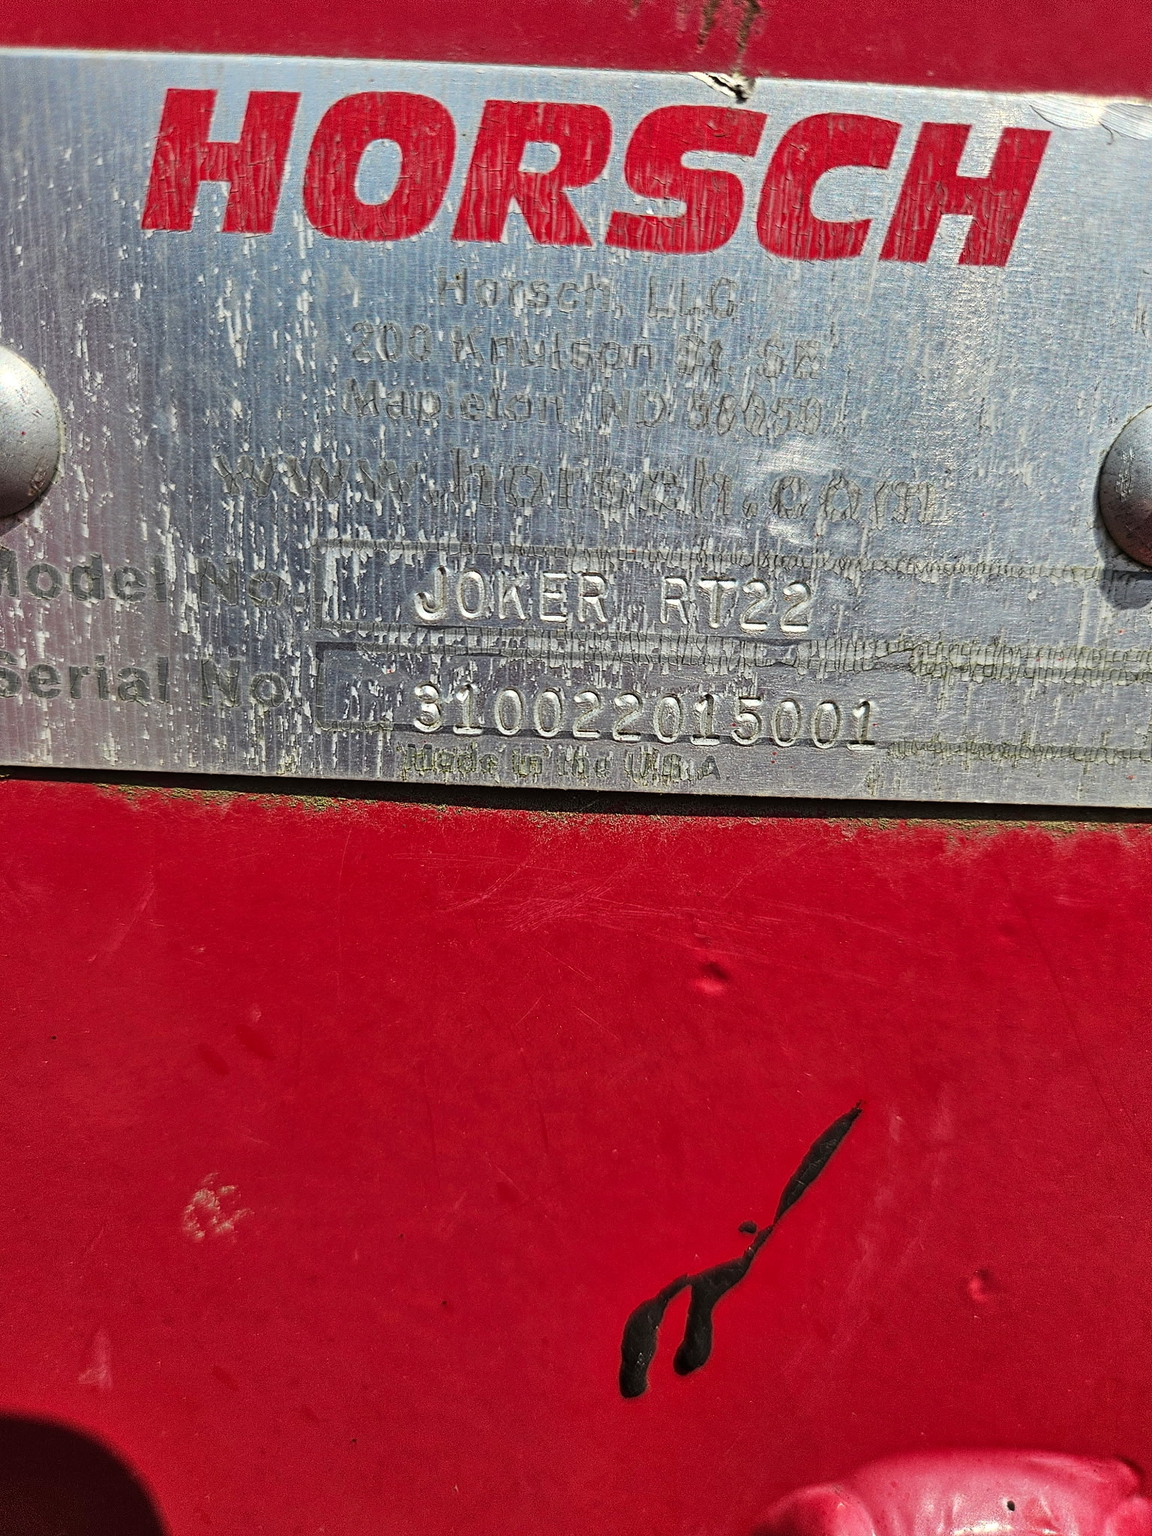 HORSCH
Horsch, LLC
200 Knutson St. SE
Mapleton, ND 58059
www.horsch.com
Model No. JOKER RT22
Serial No. 310022015001
Made in the U.S.A.